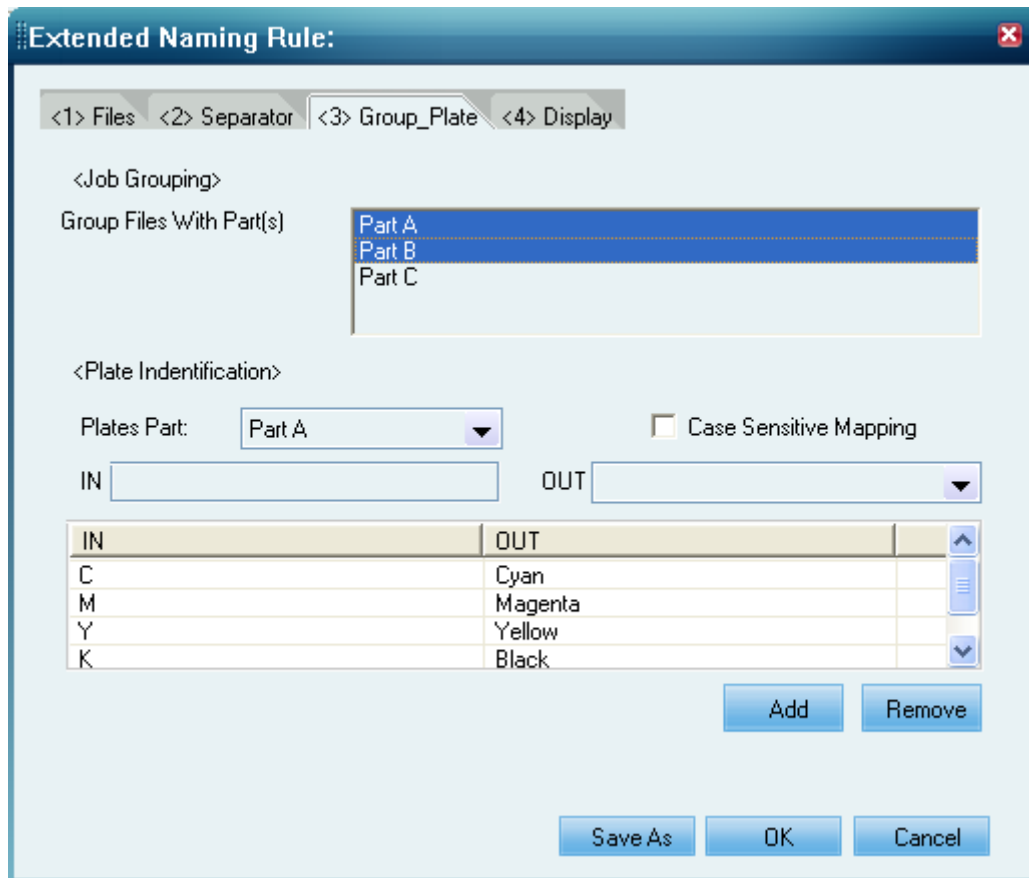 Extended Naming Rule:
<1> Files <2> Separator <3> Group_Plate <4> Display
<Job Grouping>
Group Files With Part(s)
Part A
Part B
Part C
<Plate Indentification>
Plates Part: Part A Case Sensitive Mapping
IN OUT
IN OUT
C Cyan
M Magenta
Y Yellow
K Black
Add Remove
Save As OK Cancel